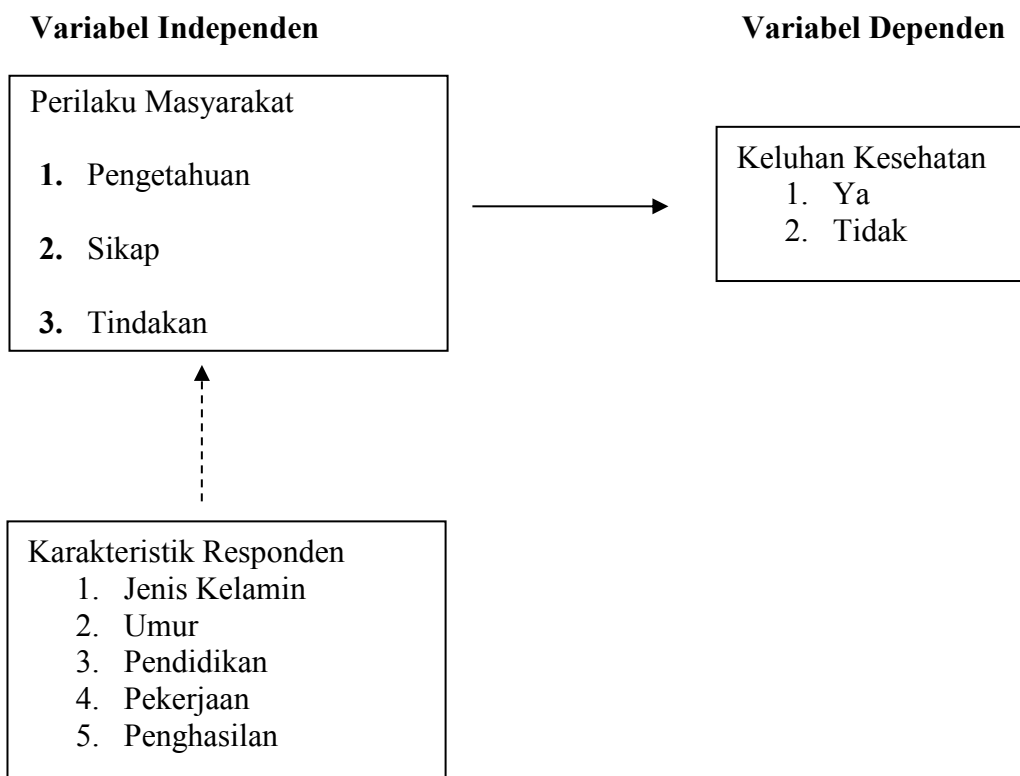 Variabel Independen
Variabel Dependen
Perilaku Masyarakat
1. Pengetahuan
2. Sikap
3. Tindakan
Keluhan Kesehatan
1. Ya
2. Tidak
Karakteristik Responden
1. Jenis Kelamin
2. Umur
3. Pendidikan
4. Pekerjaan
5. Penghasilan